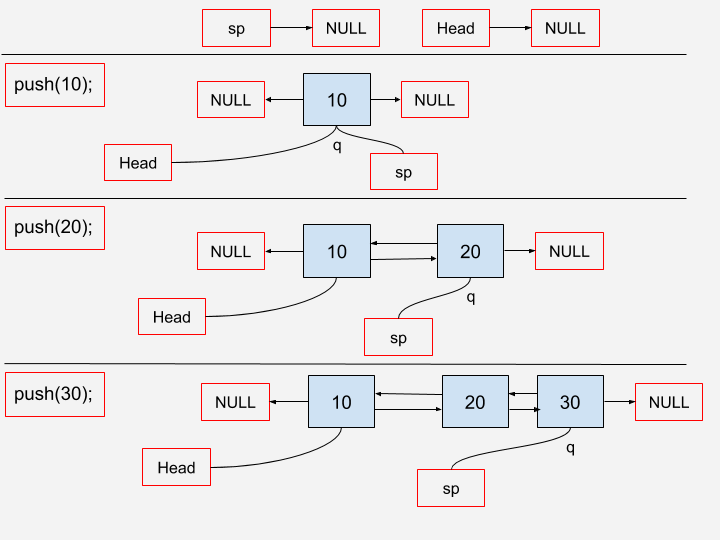 sp NULL Head NULL
push(10);
NULL 10 NULL
q
Head
sp
push(20);
NULL 10 20 NULL
q
Head
sp
push(30);
NULL 10 20 30 NULL
q
Head
sp